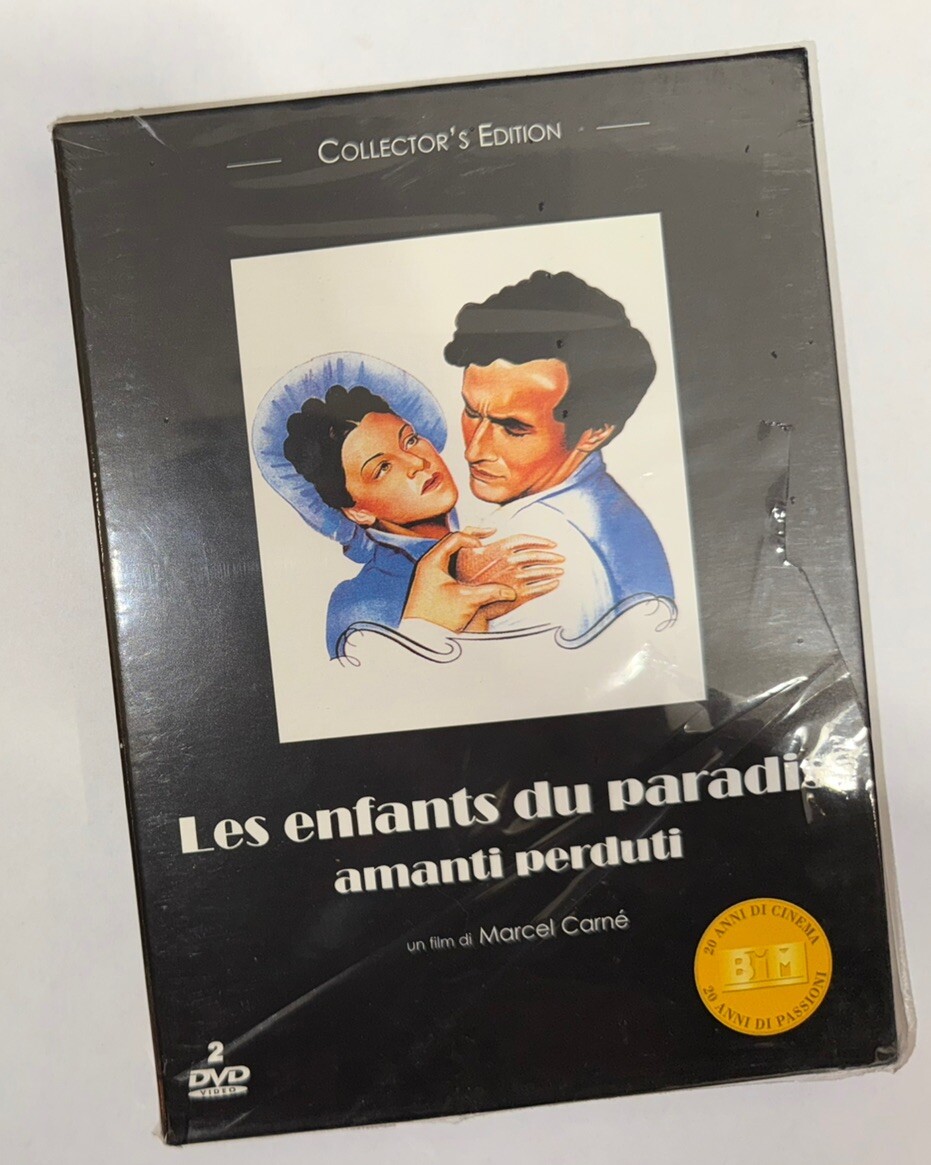 COLLECTOR'S EDITION
Les enfants du paradis
amanti perduti
un film di Marcel Carné
20 ANNI DI CINEMA
BIM
20 ANNI DI PASSIONI
2
DVD
VIDEO